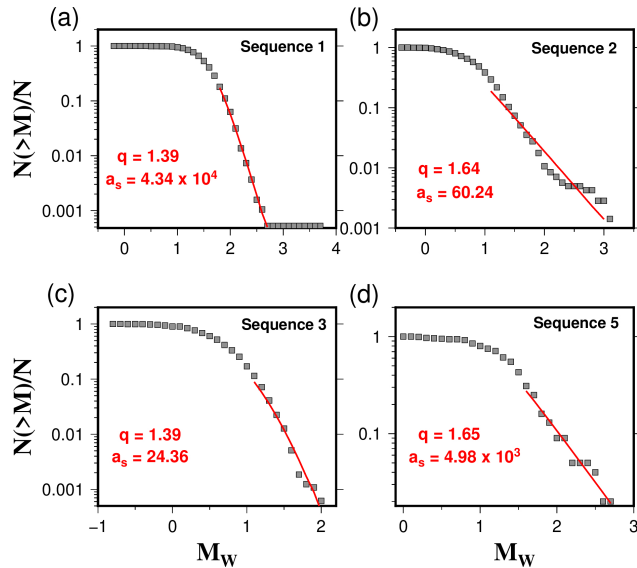 (a)
(b)
Sequence 1
Sequence 2
N(>M)/N
1
0.1
0.01
0.001
q = 1.39
a_s = 4.34 x 10^4
0 1 2 3 4
1
0.1
0.01
0.001
q = 1.64
a_s = 60.24
0 1 2 3
(c)
(d)
Sequence 3
Sequence 5
N(>M)/N
1
0.1
0.01
0.001
q = 1.39
a_s = 24.36
−1 0 1 2
M_W
1
0.1
q = 1.65
a_s = 4.98 x 10^3
0 1 2 3
M_W